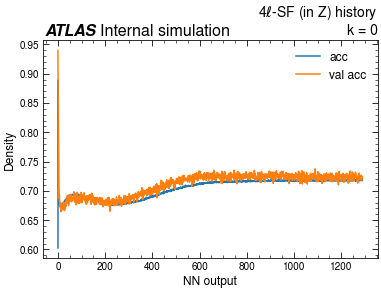 4ℓ-SF (in Z) history
ATLAS Internal simulation
k = 0
acc
val acc
Density
0.95
0.90
0.85
0.80
0.75
0.70
0.65
0.60
0 200 400 600 800 1000 1200
NN output